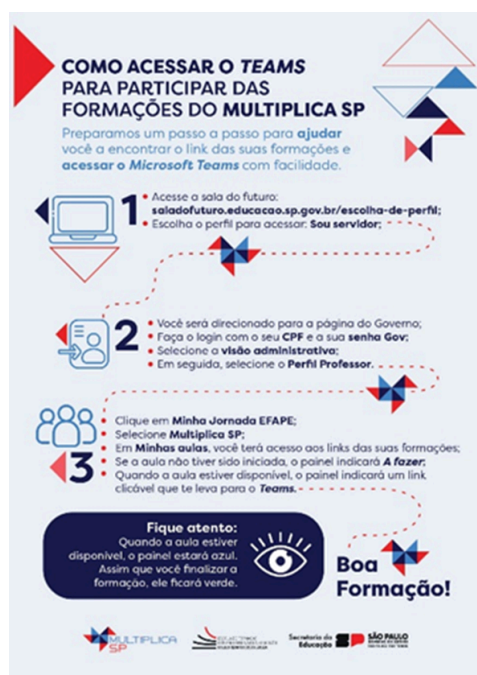 COMO ACESSAR O TEAMS
PARA PARTICIPAR DAS
FORMAÇÕES DO MULTIPLICA SP
Preparamos um passo a passo para ajudar
você a encontrar o link das suas formações e
acessar o Microsoft Teams com facilidade.
1
• Acesse a sala do futuro:
saladofuturo.educacao.sp.gov.br/escolha-de-perfil;
• Escolha o perfil para acessar: Sou servidor;
2
• Você será direcionado para a página do Governo;
• Faça o login com o seu CPF e a sua senha Gov;
• Selecione a visão administrativa;
• Em seguida, selecione o Perfil Professor.
3
• Clique em Minha Jornada EFAPE;
• Selecione Multiplica SP;
• Em Minhas aulas, você terá acesso aos links das suas formações;
• Se a aula não tiver sido iniciada, o painel indicará A fazer;
• Quando a aula estiver disponível, o painel indicará um link
clicável que te leva para o Teams.
Fique atento:
Quando a aula estiver
disponível, o painel estará azul.
Assim que você finalizar a
formação, ele ficará verde.
Boa
Formação!
MULTIPLICA
SP
Secretaria da
Educação
SP
SÃO PAULO